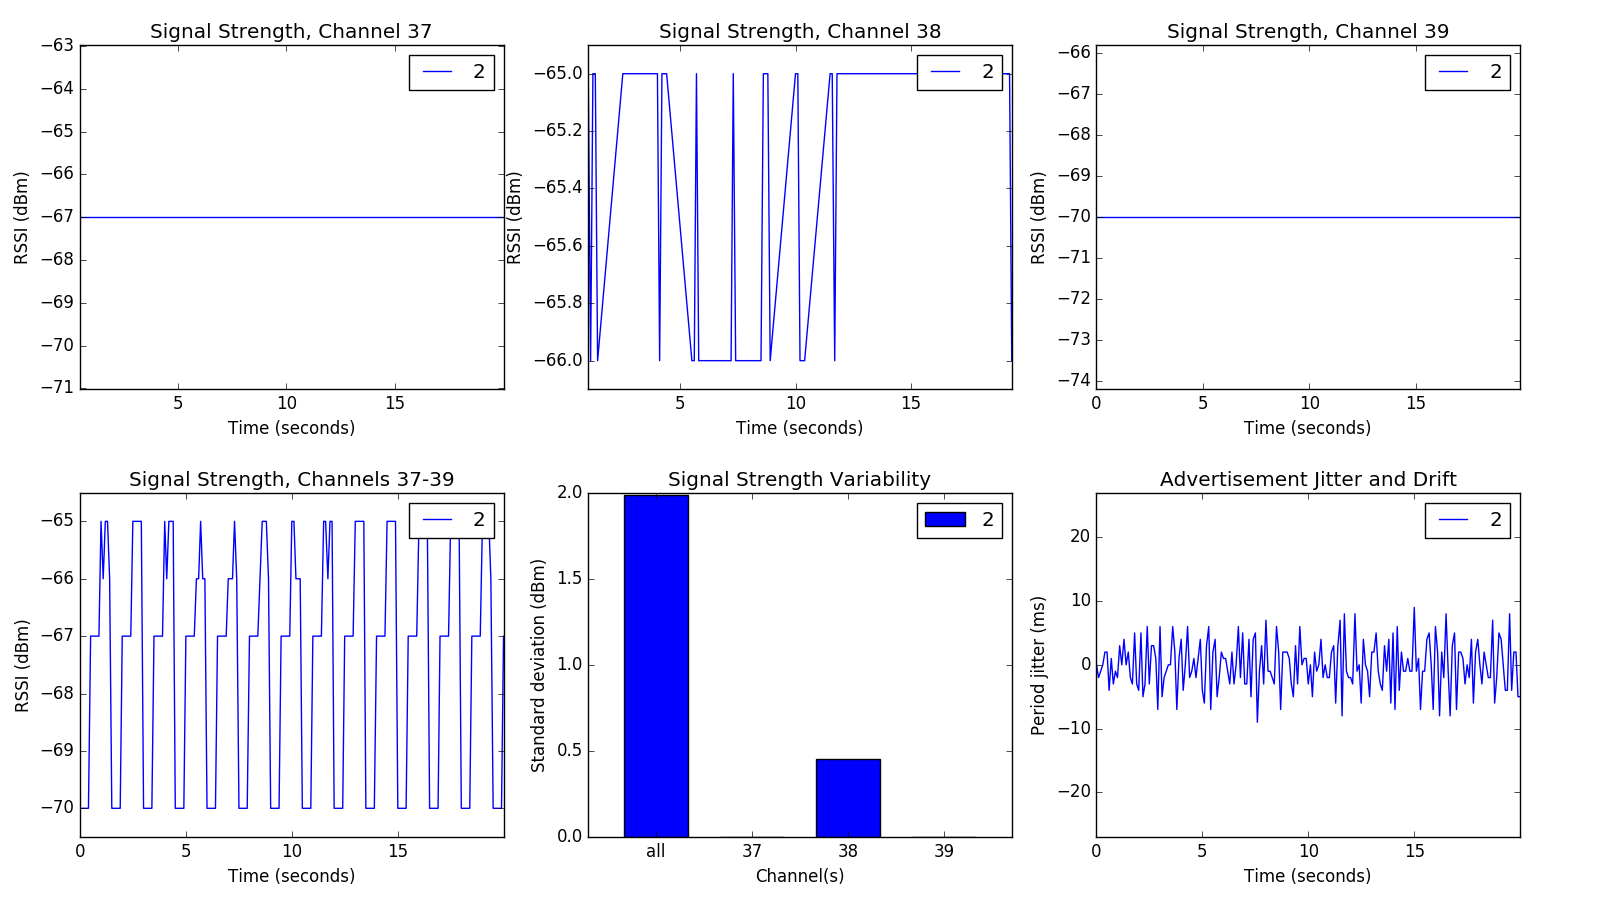 Signal Strength, Channel 37
2
RSSI (dBm)
−63
−64
−65
−66
−67
−68
−69
−70
−71
5 10 15
Time (seconds)
Signal Strength, Channel 38
2
RSSI (dBm)
−65.0
−65.2
−65.4
−65.6
−65.8
−66.0
5 10 15
Time (seconds)
Signal Strength, Channel 39
2
RSSI (dBm)
−66
−67
−68
−69
−70
−71
−72
−73
−74
0 5 10 15
Time (seconds)
Signal Strength, Channels 37-39
2
RSSI (dBm)
−65
−66
−67
−68
−69
−70
0 5 10 15
Time (seconds)
Signal Strength Variability
2
Standard deviation (dBm)
2.0
1.5
1.0
0.5
0.0
all 37 38 39
Channel(s)
Advertisement Jitter and Drift
2
Period jitter (ms)
20
10
0
−10
−20
0 5 10 15
Time (seconds)